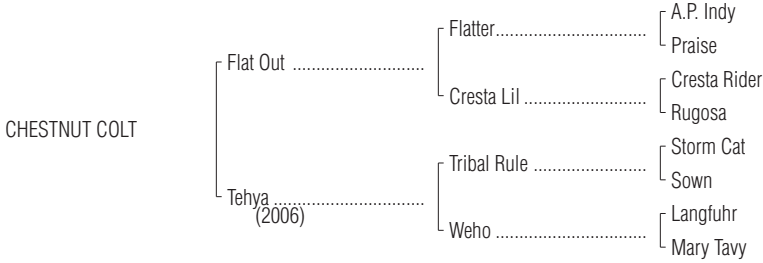 A.P. Indy
Flatter
Praise
Flat Out
Cresta Rider
Cresta Lil
Rugosa
CHESTNUT COLT
Storm Cat
Tribal Rule
Sown
Tehya
(2006)
Langfuhr
Weho
Mary Tavy